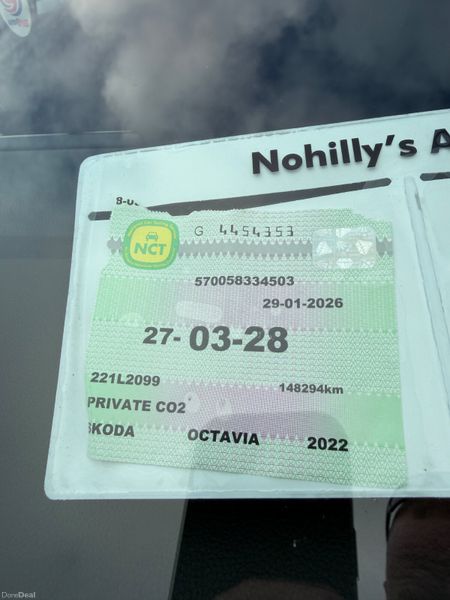 Nohilly's A
NCT
G 4454353
570058334503
29-01-2026
27- 03-28
221L2099
148294km
PRIVATE CO2
SKODA OCTAVIA 2022
DoneDeal